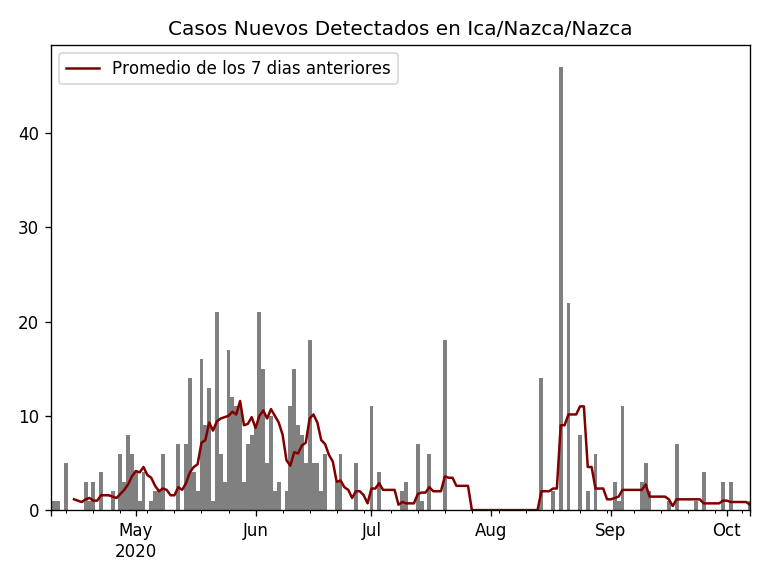 Casos Nuevos Detectados en Ica/Nazca/Nazca
Promedio de los 7 dias anteriores
40
30
20
10
0
May Jun Jul Aug Sep Oct
2020